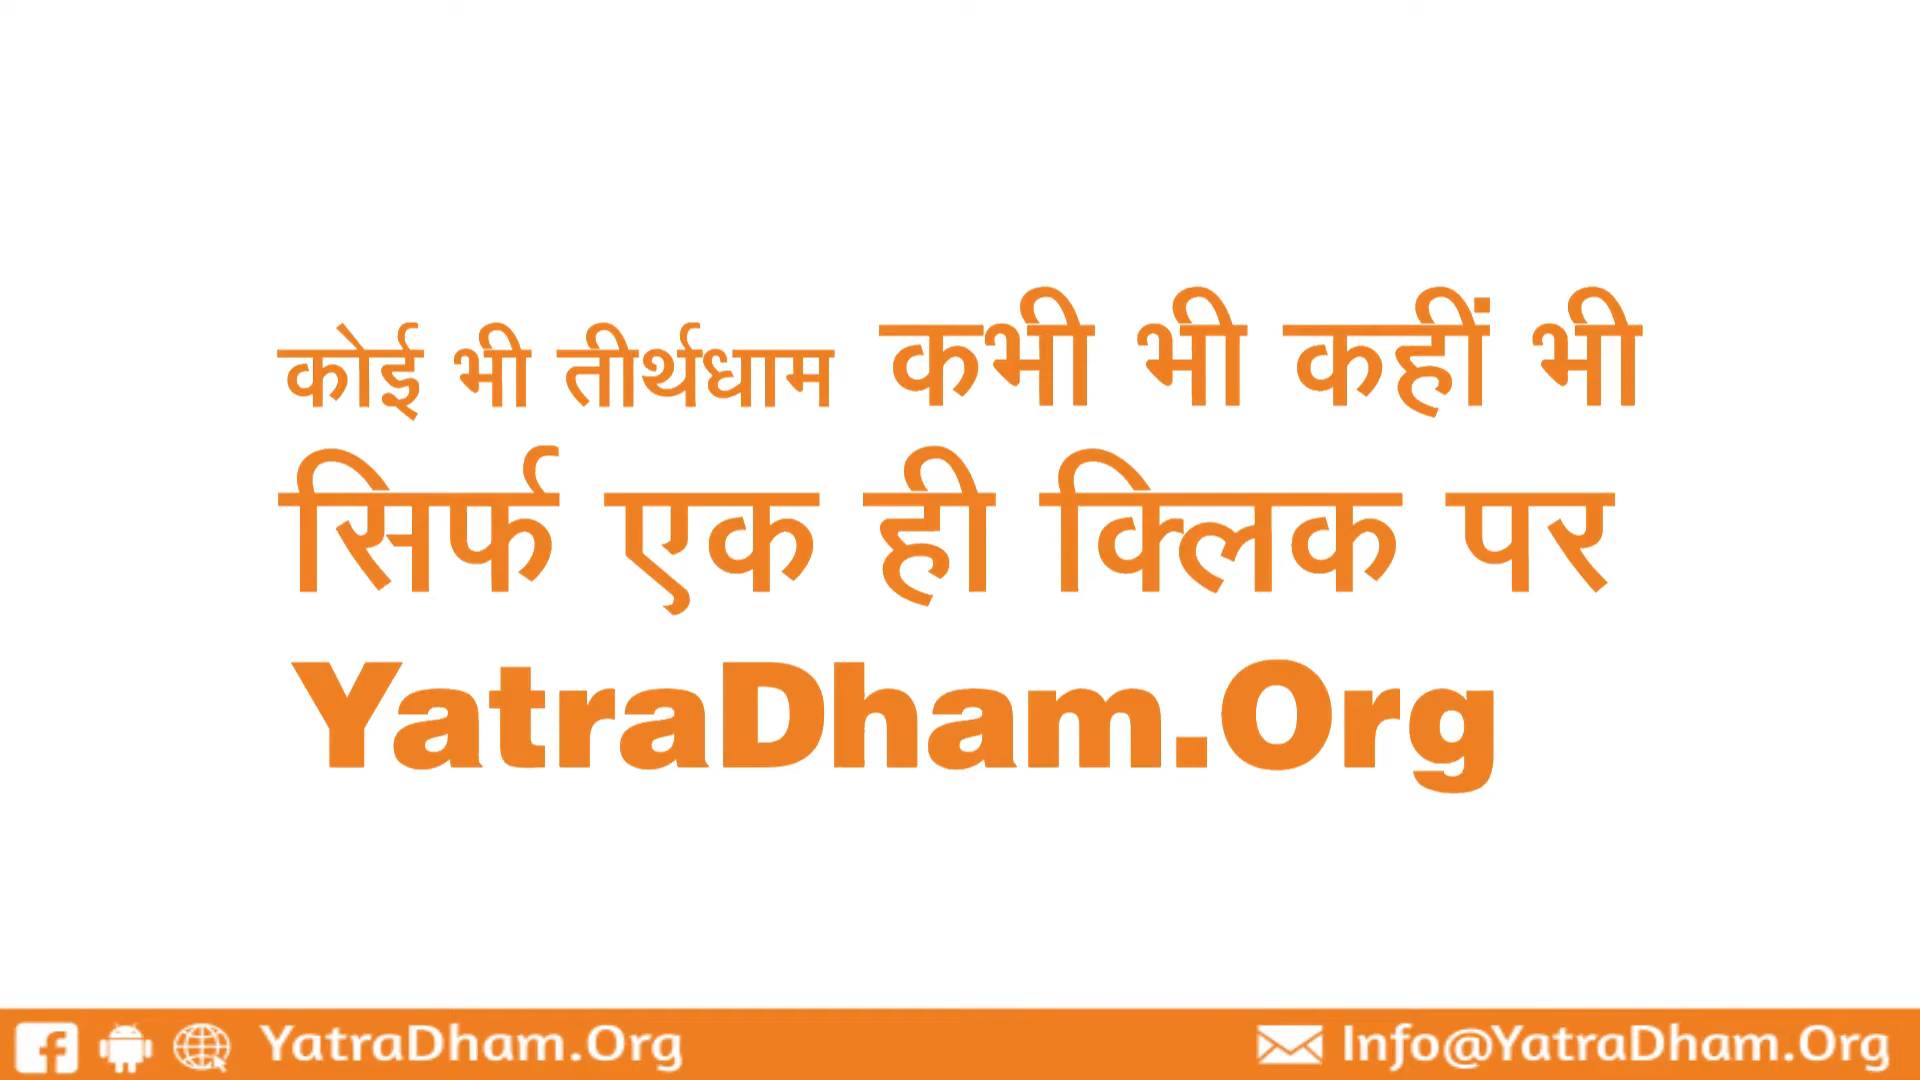 कोई भी तीर्थधाम कभी भी कहीं भी
सिर्फ एक ही क्लिक पर
YatraDham.Org
YatraDham.Org
Info@YatraDham.Org